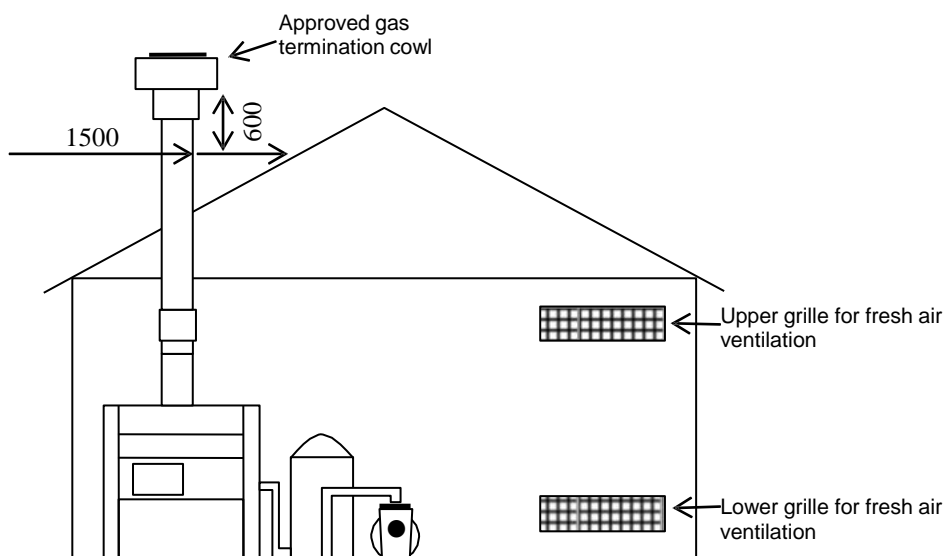 Approved gas
termination cowl
1500
600
Upper grille for fresh air
ventilation
Lower grille for fresh air
ventilation